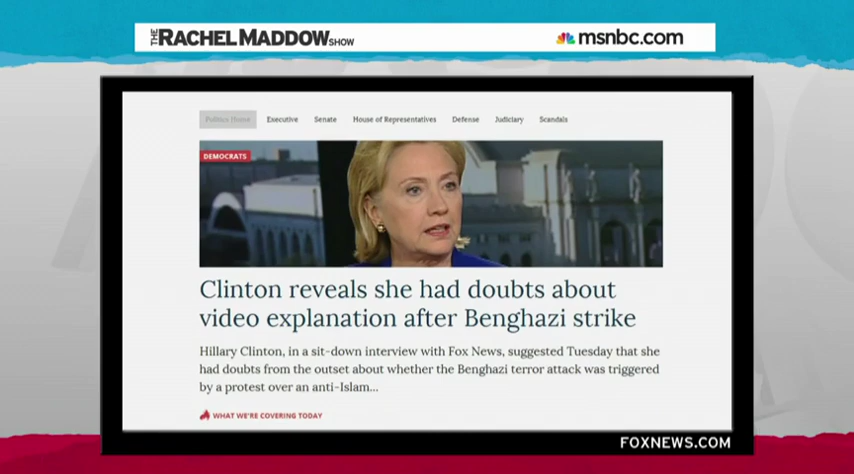 THE RACHEL MADDOW SHOW
msnbc.com
Politics Home Executive Senate House of Representatives Defense Judiciary Scandals
DEMOCRATS
Clinton reveals she had doubts about
video explanation after Benghazi strike
Hillary Clinton, in a sit-down interview with Fox News, suggested Tuesday that she
had doubts from the outset about whether the Benghazi terror attack was triggered
by a protest over an anti-Islam...
WHAT WE'RE COVERING TODAY
FOXNEWS.COM